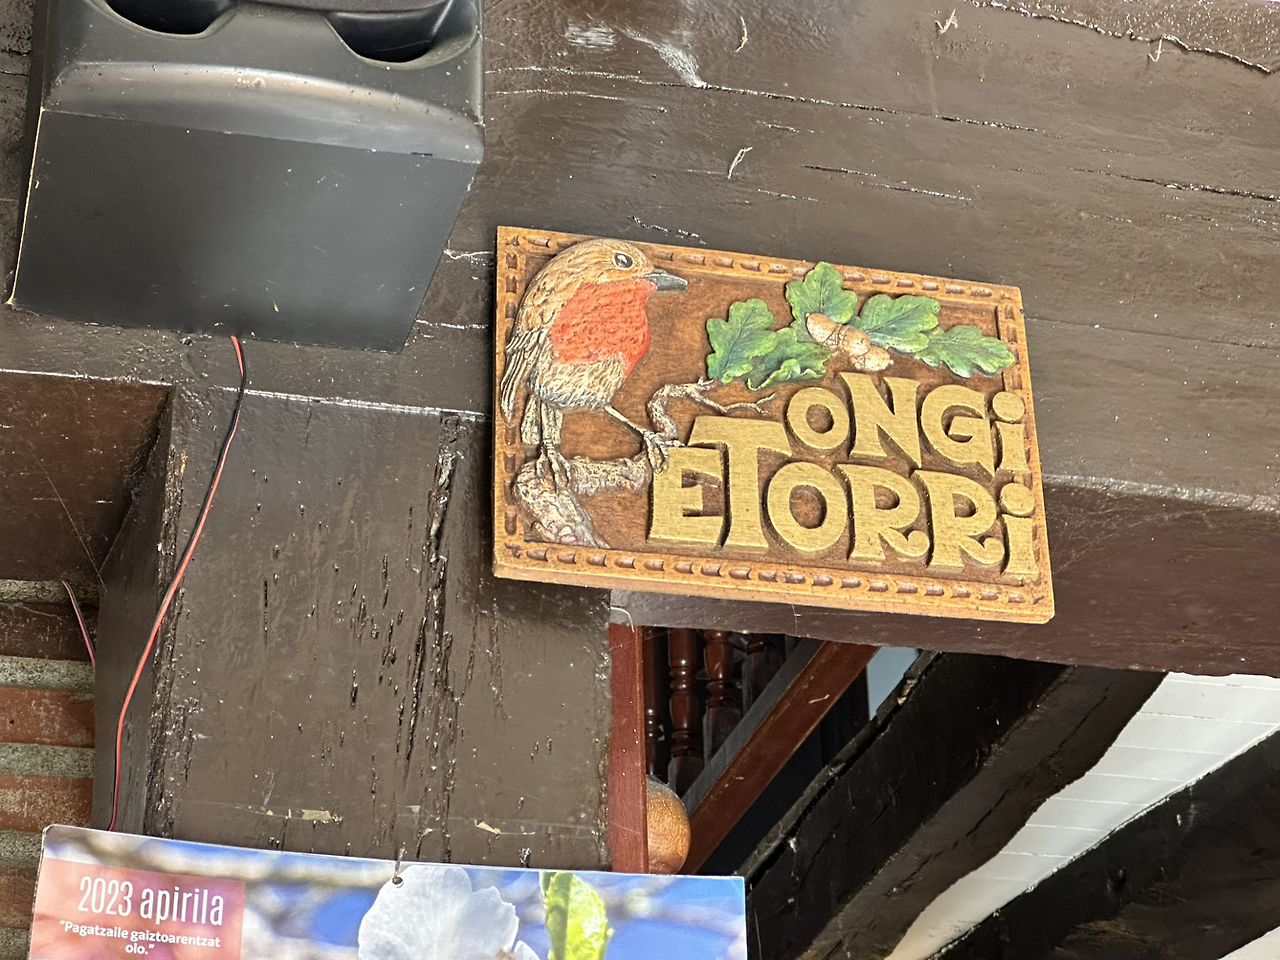 oNGi
ETORRi
2023 apirila
"Pagatzaile gaiztoarentzat
olo."